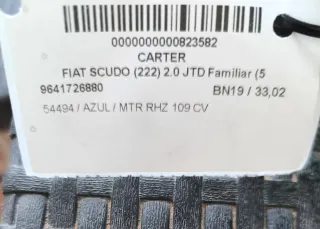 0000000000823582
CARTER
FIAT SCUDO (222) 2.0 JTD Familiar (5
9641726880 BN19 / 33,02
54494 / AZUL / MTR RHZ 109 CV